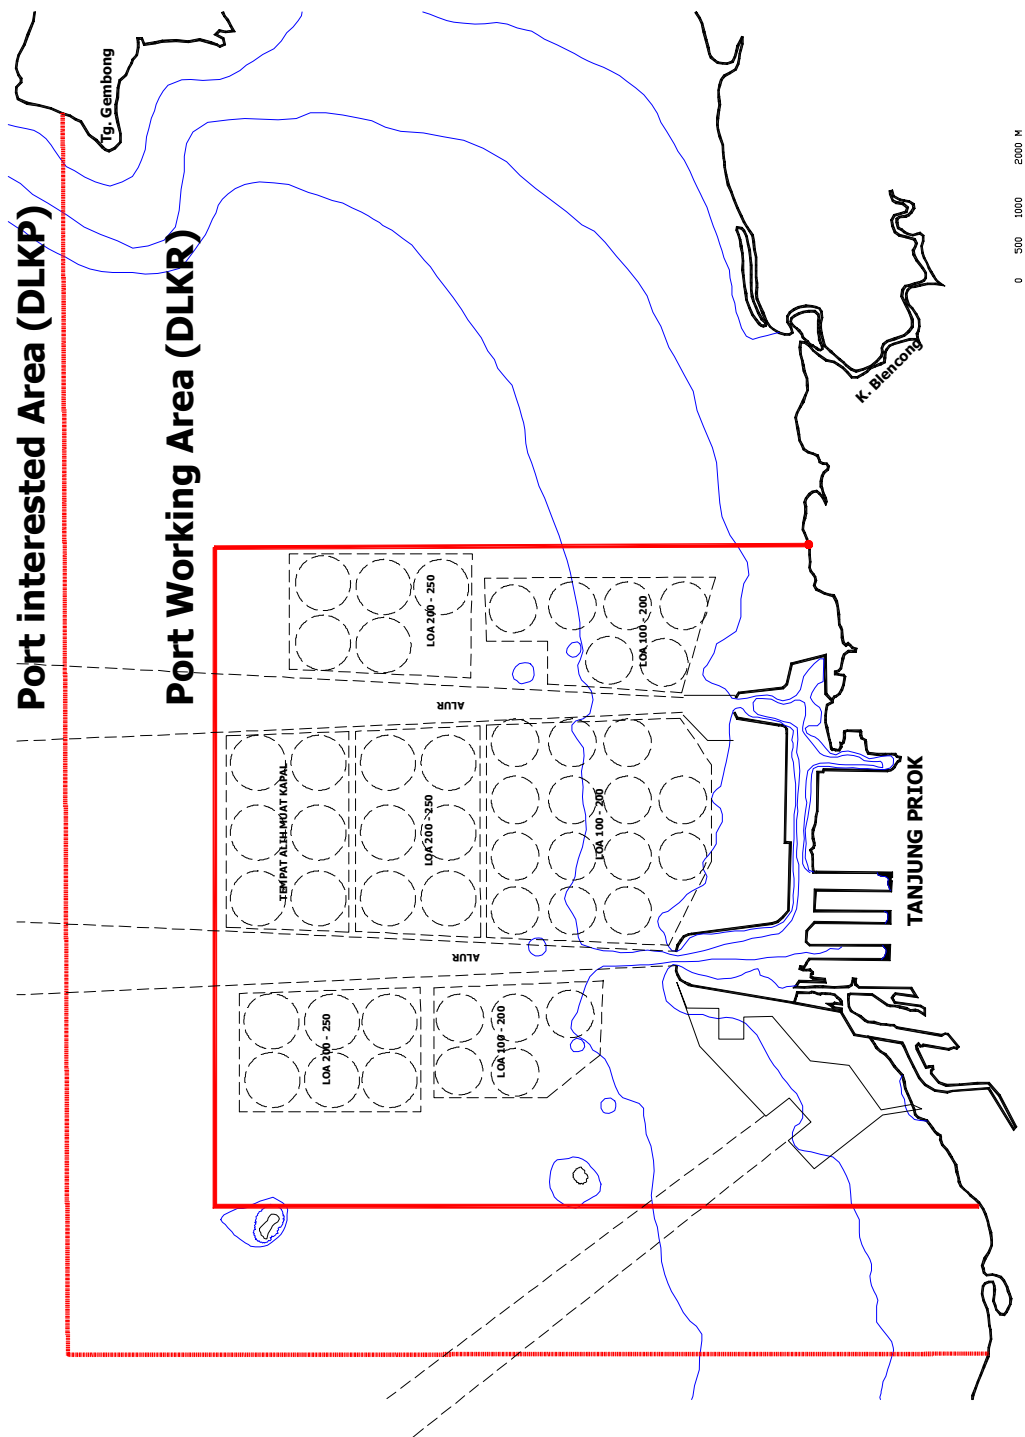 Port interested Area (DLKP)
Port Working Area (DLKR)
Tg. Gembong
K. Blencong
0 500 1000 2000 M
LOA 200 - 250
LOA 100 - 200
ALUR
TEMPAT ALIH MUAT KAPAL
LOA 200 - 250
LOA 100 - 200
TANJUNG PRIOK
ALUR
LOA 200 - 250
LOA 100 - 200